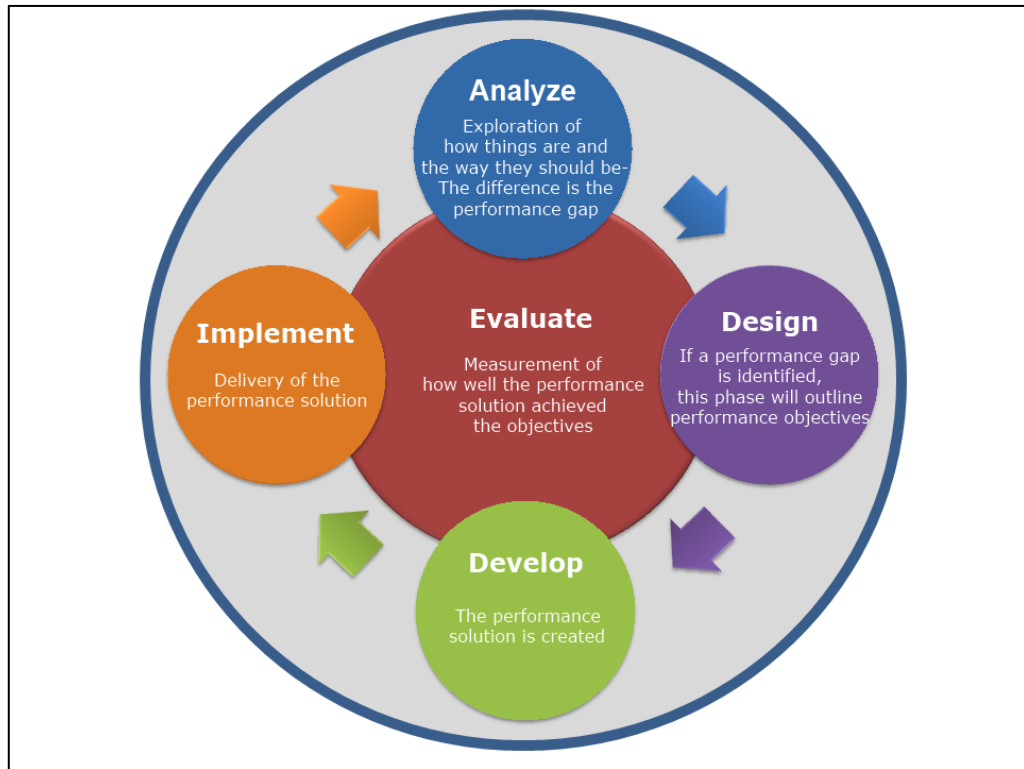 Analyze
Exploration of
how things are and
the way they should be-
The difference is the
performance gap
Design
If a performance gap
is identified,
this phase will outline
performance objectives
Develop
The performance
solution is created
Implement
Delivery of the
performance solution
Evaluate
Measurement of
how well the performance
solution achieved
the objectives